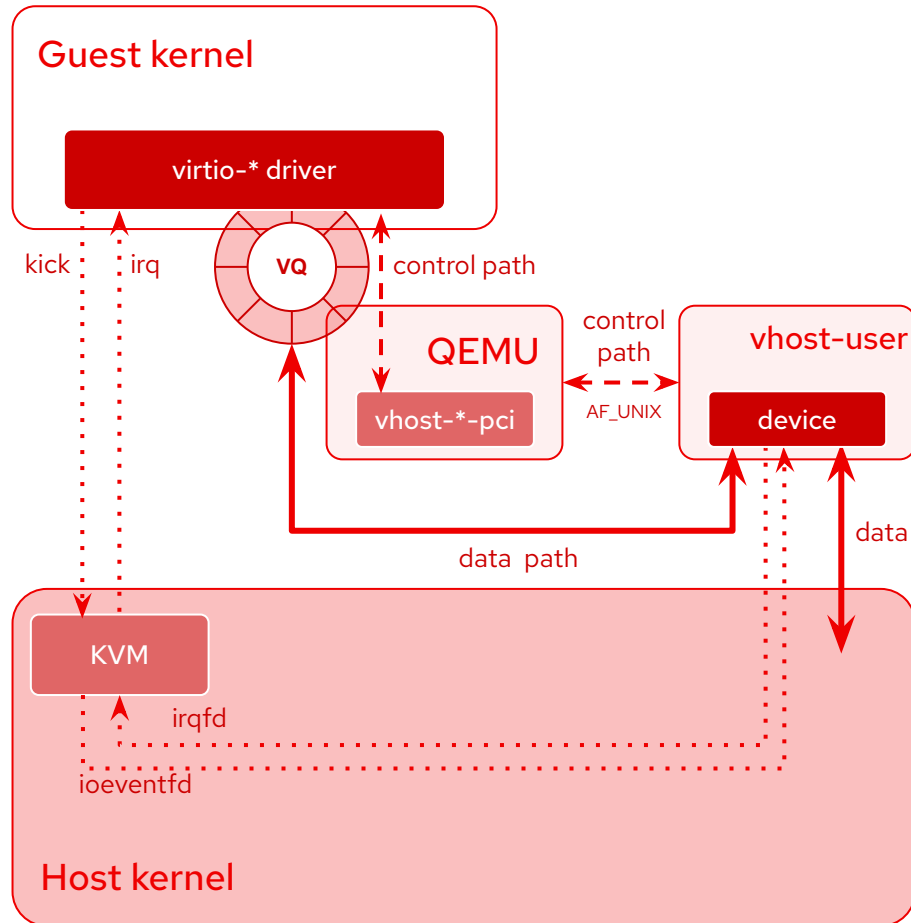 Guest kernel
virtio-* driver
kick
irq
VQ
control path
control
path
QEMU
vhost-user
AF_UNIX
vhost-*-pci
device
data
data path
KVM
irqfd
ioeventfd
Host kernel